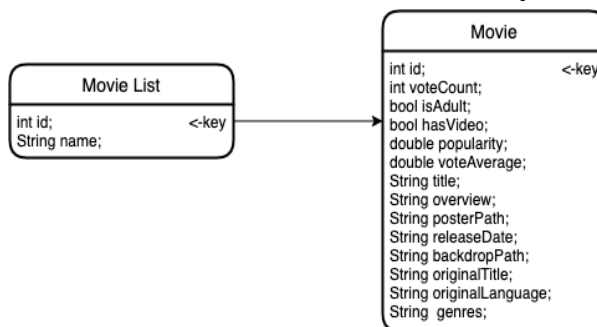 Movie List
int id; <-key
String name;
Movie
int id; <-key
int voteCount;
bool isAdult;
bool hasVideo;
double popularity;
double voteAverage;
String title;
String overview;
String posterPath;
String releaseDate;
String backdropPath;
String originalTitle;
String originalLanguage;
String genres;